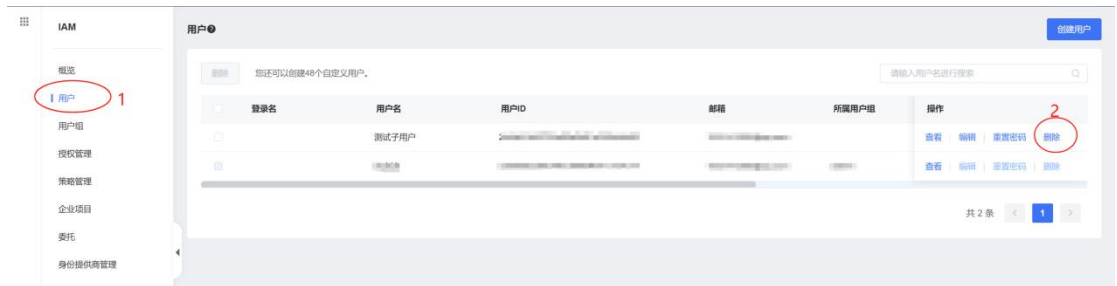 IAM
用户
创建用户
概览
删除
您还可以创建48个自定义用户。
请输入用户名进行搜索
用户
1
登录名
用户名
用户ID
邮箱
所属用户组
操作
2
用户组
测试子用户
查看
编辑
重置密码
删除
授权管理
查看
编辑
重置密码
删除
策略管理
企业项目
共 2 条
1
委托
身份提供商管理